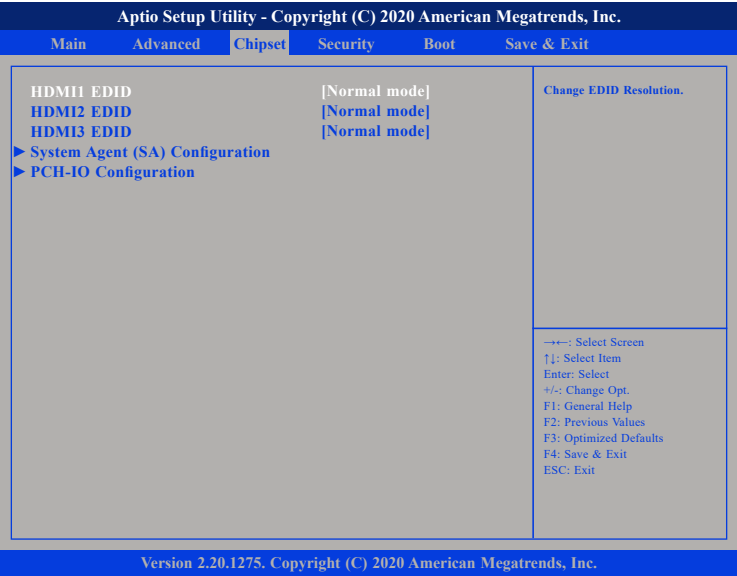 Aptio Setup Utility - Copyright (C) 2020 American Megatrends, Inc.
Main Advanced Chipset Security Boot Save & Exit
HDMI1 EDID [Normal mode]
HDMI2 EDID [Normal mode]
HDMI3 EDID [Normal mode]
► System Agent (SA) Configuration
► PCH-IO Configuration
Change EDID Resolution.
→←: Select Screen
↑↓: Select Item
Enter: Select
+/-: Change Opt.
F1: General Help
F2: Previous Values
F3: Optimized Defaults
F4: Save & Exit
ESC: Exit
Version 2.20.1275. Copyright (C) 2020 American Megatrends, Inc.